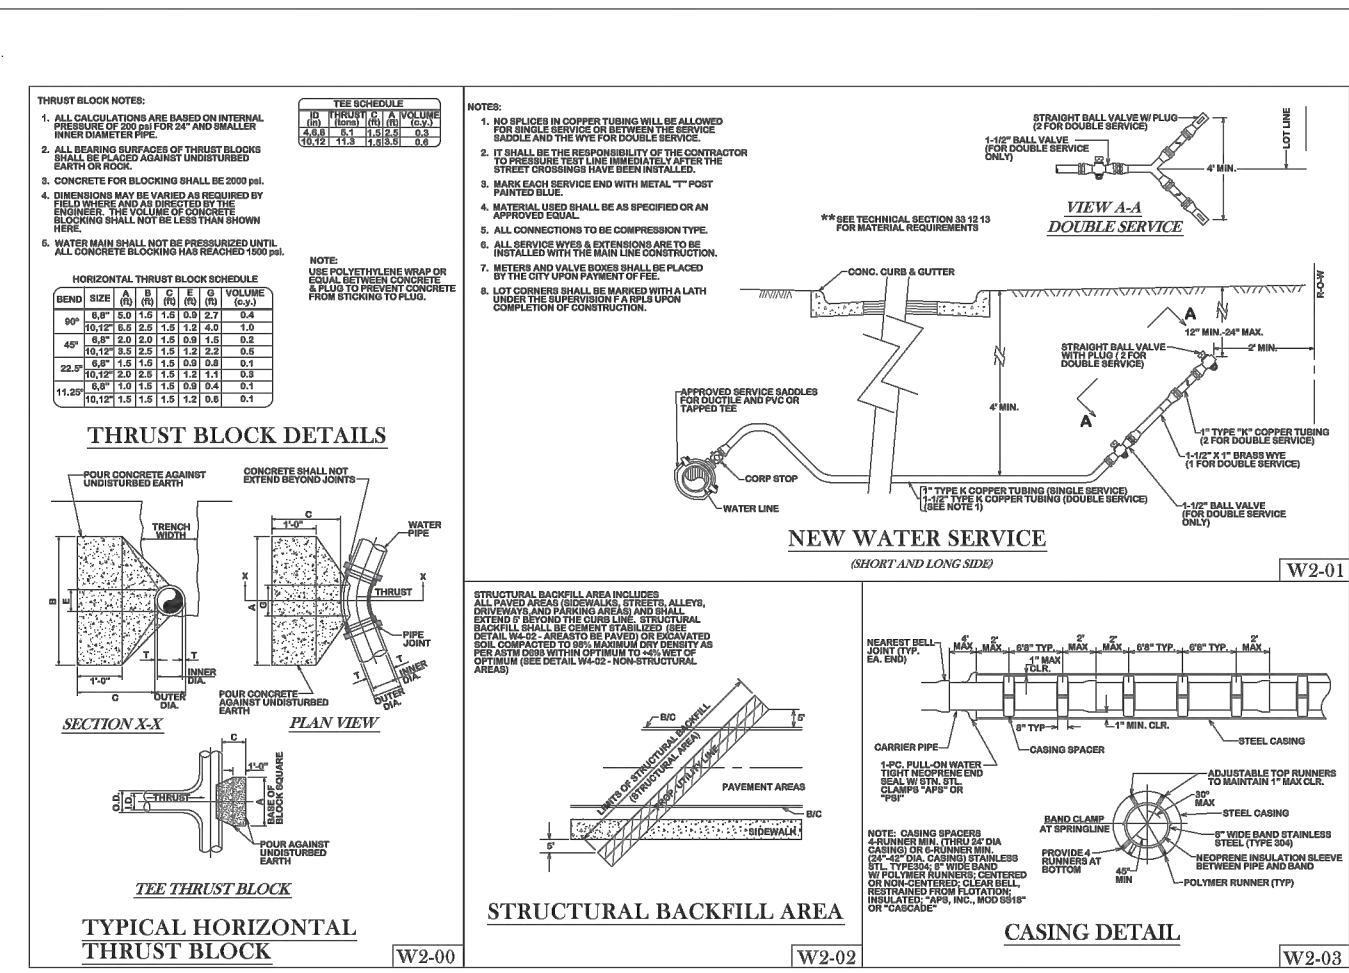 THRUST BLOCK NOTES:
1. ALL CALCULATIONS ARE BASED ON INTERNAL
PRESSURE OF 200 psi FOR 24" AND SMALLER
INNER DIAMETER PIPE.
2. ALL BEARING SURFACES OF THRUST BLOCKS
SHALL BE PLACED AGAINST UNDISTURBED
EARTH OR ROCK.
3. CONCRETE FOR BLOCKING SHALL BE 2000 psi.
4. DIMENSIONS MAY BE VARIED AS REQUIRED BY
FIELD WHERE AND AS DIRECTED BY THE
ENGINEER. THE VOLUME OF CONCRETE
BLOCKING SHALL NOT BE LESS THAN SHOWN
HERE.
5. WATER MAIN SHALL NOT BE PRESSURIZED UNTIL
ALL CONCRETE BLOCKING HAS REACHED 1500 psi.
TEE SCHEDULE
ID (in) THRUST (tons) C (ft) A (ft) VOLUME (c.y.)
4,6,8 5.1 1.5 2.5 0.3
10,12 11.3 1.5 3.5 0.6
NOTE:
USE POLYETHYLENE WRAP OR
EQUAL BETWEEN CONCRETE
& PLUG TO PREVENT CONCRETE
FROM STICKING TO PLUG.
HORIZONTAL THRUST BLOCK SCHEDULE
BEND SIZE A (ft) B (ft) C (ft) E (ft) G (ft) VOLUME (c.y.)
90° 6,8" 5.0 1.5 1.5 0.9 2.7 0.4
10,12" 6.5 2.5 1.5 1.2 4.0 1.0
45° 6,8" 2.0 2.0 1.5 0.9 1.5 0.2
10,12" 3.5 2.5 1.5 1.2 2.2 0.5
22.5° 6,8" 1.5 1.5 1.5 0.9 0.8 0.1
10,12" 2.0 2.5 1.5 1.2 1.1 0.3
11.25° 6,8" 1.0 1.5 1.5 0.9 0.4 0.1
10,12" 1.5 1.5 1.5 1.2 0.6 0.1
THRUST BLOCK DETAILS
POUR CONCRETE AGAINST
UNDISTURBED EARTH
TRENCH
WIDTH
B
E
T
T
1'-0"
C
INNER
DIA.
OUTER
DIA.
SECTION X-X
CONCRETE SHALL NOT
EXTEND BEYOND JOINTS
C
1'-0"
WATER
PIPE
X
X
A
G
THRUST
PIPE
JOINT
T
T
INNER
DIA.
OUTER
DIA.
POUR CONCRETE
AGAINST UNDISTURBED
EARTH
PLAN VIEW
C
1'-0"
O.D.
I.D.
THRUST
A
BASE OF
BLOCK SQUARE
POUR AGAINST
UNDISTURBED
EARTH
TEE THRUST BLOCK
TYPICAL HORIZONTAL
THRUST BLOCK
W2-00
NOTES:
1. NO SPLICES IN COPPER TUBING WILL BE ALLOWED
FOR SINGLE SERVICE OR BETWEEN THE SERVICE
SADDLE AND THE WYE FOR DOUBLE SERVICE.
2. IT SHALL BE THE RESPONSIBILITY OF THE CONTRACTOR
TO PRESSURE TEST LINE IMMEDIATELY AFTER THE
STREET CROSSINGS HAVE BEEN INSTALLED.
3. MARK EACH SERVICE END WITH METAL "T" POST
PAINTED BLUE.
4. MATERIAL USED SHALL BE AS SPECIFIED OR AN
APPROVED EQUAL.
5. ALL CONNECTIONS TO BE COMPRESSION TYPE.
6. ALL SERVICE WYES & EXTENSIONS ARE TO BE
INSTALLED WITH THE MAIN LINE CONSTRUCTION.
7. METERS AND VALVE BOXES SHALL BE PLACED
BY THE CITY UPON PAYMENT OF FEE.
8. LOT CORNERS SHALL BE MARKED WITH A LATH
UNDER THE SUPERVISION F A RPLS UPON
COMPLETION OF CONSTRUCTION.
STRAIGHT BALL VALVE W/ PLUG
(2 FOR DOUBLE SERVICE)
1-1/2" BALL VALVE
(FOR DOUBLE SERVICE
ONLY)
4' MIN.
LOT LINE
VIEW A-A
DOUBLE SERVICE
**SEE TECHNICAL SECTION 33 12 13
FOR MATERIAL REQUIREMENTS
CONC. CURB & GUTTER
R-O-W
A
12" MIN.-24" MAX.
2' MIN.
STRAIGHT BALL VALVE
WITH PLUG ( 2 FOR
DOUBLE SERVICE)
APPROVED SERVICE SADDLES
FOR DUCTILE AND PVC OR
TAPPED TEE
4' MIN.
A
1" TYPE "K" COPPER TUBING
(2 FOR DOUBLE SERVICE)
1-1/2" X 1" BRASS WYE
(1 FOR DOUBLE SERVICE)
CORP STOP
1" TYPE K COPPER TUBING (SINGLE SERVICE)
1-1/2" TYPE K COPPER TUBING (DOUBLE SERVICE)
(SEE NOTE 1)
WATER LINE
1-1/2" BALL VALVE
(FOR DOUBLE SERVICE
ONLY)
NEW WATER SERVICE
(SHORT AND LONG SIDE)
W2-01
STRUCTURAL BACKFILL AREA INCLUDES
ALL PAVED AREAS (SIDEWALKS, STREETS, ALLEYS,
DRIVEWAYS,AND PARKING AREAS) AND SHALL
EXTEND 5' BEYOND THE CURB LINE. STRUCTURAL
BACKFILL SHALL BE CEMENT STABILIZED (SEE
DETAIL W4-02 - AREASTO BE PAVED) OR EXCAVATED
SOIL COMPACTED TO 98% MAXIMUM DRY DENSITY AS
PER ASTM D698 WITHIN OPTIMUM TO +4% WET OF
OPTIMUM (SEE DETAIL W4-02 - NON-STRUCTURAL
AREAS)
B/C
5'
LIMITS OF STRUCTURAL BACKFILL
(STRUCTURAL AREA)
PROP. UTILITY LINE
PAVEMENT AREAS
B/C
SIDEWALK
5'
STRUCTURAL BACKFILL AREA
W2-02
NEAREST BELL
JOINT (TYP.
EA. END)
4'
MAX
2'
MAX
6'8" TYP.
2'
MAX
2'
MAX
6'8" TYP.
6'8" TYP.
2'
MAX
1" MAX
CLR.
8" TYP
1" MIN. CLR.
CARRIER PIPE
CASING SPACER
STEEL CASING
1-PC. PULL-ON WATER
TIGHT NEOPRENE END
SEAL W/ STN. STL.
CLAMPS "APS" OR
"PSI"
ADJUSTABLE TOP RUNNERS
TO MAINTAIN 1" MAX CLR.
30°
MAX
STEEL CASING
BAND CLAMP
AT SPRINGLINE
8" WIDE BAND STAINLESS
STEEL (TYPE 304)
NEOPRENE INSULATION SLEEVE
BETWEEN PIPE AND BAND
PROVIDE 4
RUNNERS AT
BOTTOM
45°
MIN
POLYMER RUNNER (TYP)
NOTE: CASING SPACERS
4-RUNNER MIN. (THRU 24" DIA
CASING) OR 6-RUNNER MIN.
(24"-42" DIA. CASING) STAINLESS
STL. TYPE304; 8" WIDE BAND
W/ POLYMER RUNNERS; CENTERED
OR NON-CENTERED; CLEAR BELL,
RESTRAINED FROM FLOTATION;
INSULATED; "APS, INC., MOD SS18"
OR "CASCADE"
CASING DETAIL
W2-03